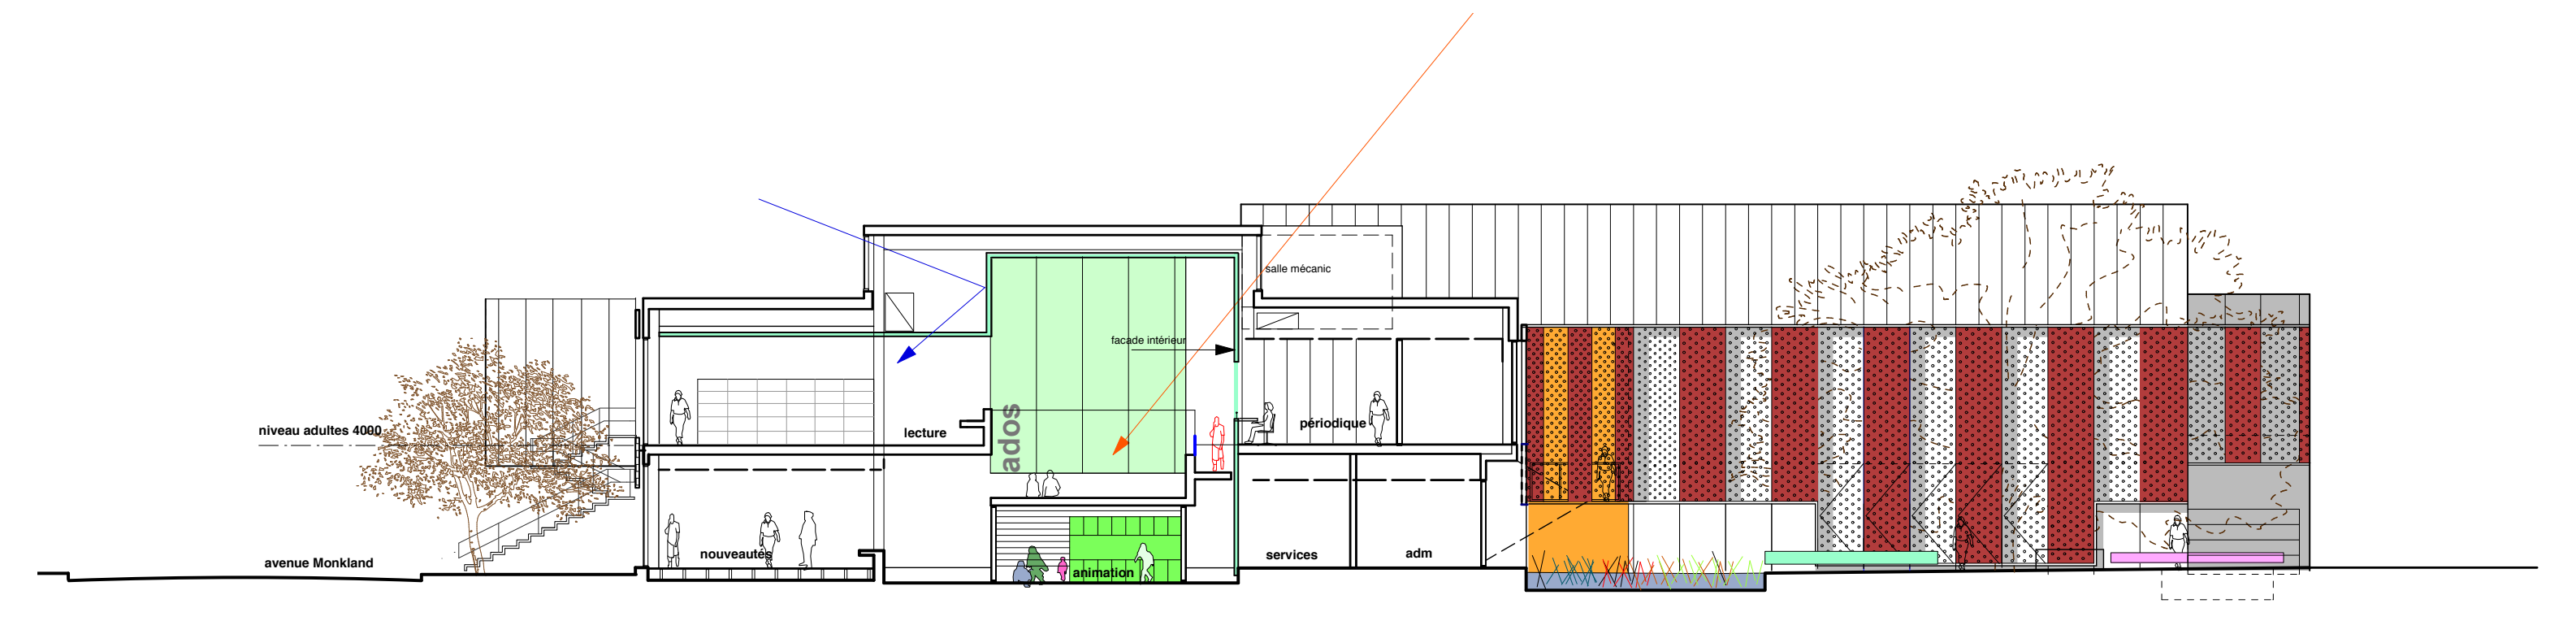 salle mécanic
facade intérieur
niveau adultes 4000
lecture
ados
périodique
avenue Monkland
nouveautés
animation
services
adm